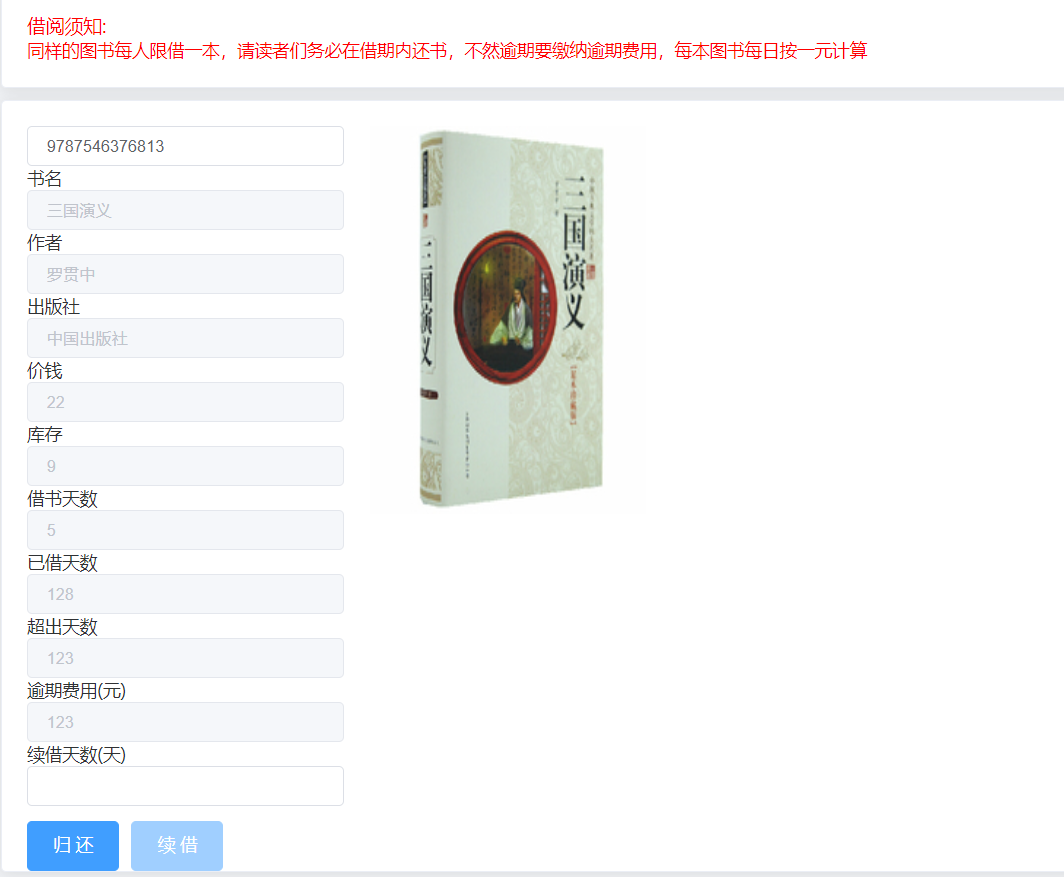 借阅须知:
同样的图书每人限借一本，请读者们务必在借期内还书，不然逾期要缴纳逾期费用，每本图书每日按一元计算
9787546376813
书名
三国演义
作者
罗贯中
出版社
中国出版社
价钱
22
库存
9
借书天数
5
已借天数
128
超出天数
123
逾期费用(元)
123
续借天数(天)
归还 续借
三国演义
三国演义